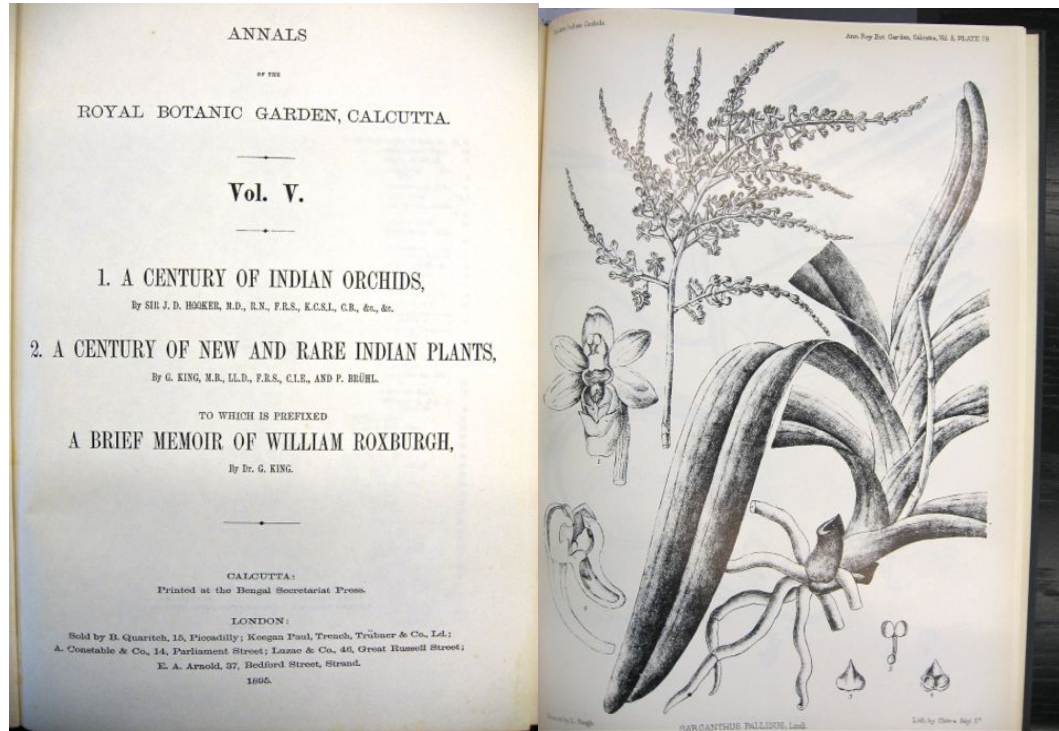 ANNALS
OF THE
ROYAL BOTANIC GARDEN, CALCUTTA.
Vol. V.
1. A CENTURY OF INDIAN ORCHIDS,
By SIR J. D. HOOKER, M.D., R.N., F.R.S., K.C.S.I., C.B., &c., &c.
2. A CENTURY OF NEW AND RARE INDIAN PLANTS,
By G. KING, M.B., LL.D., F.R.S., C.I.E., AND P. BRÜHL.
TO WHICH IS PREFIXED
A BRIEF MEMOIR OF WILLIAM ROXBURGH,
By Dr. G. KING.
CALCUTTA:
Printed at the Bengal Secretariat Press.
LONDON:
Sold by B. Quaritch, 15, Piccadilly; Keegan Paul, Trench, Trübner & Co., Ld.;
A. Constable & Co., 14, Parliament Street; Luzac & Co., 46, Great Russell Street;
E. A. Arnold, 37, Bedford Street, Strand.
1895.
Indian Orchids.
Ann. Roy. Bot. Garden, Calcutta, Vol. 5, PLATE
SARCANTHUS PALLIDUS, Lindl.